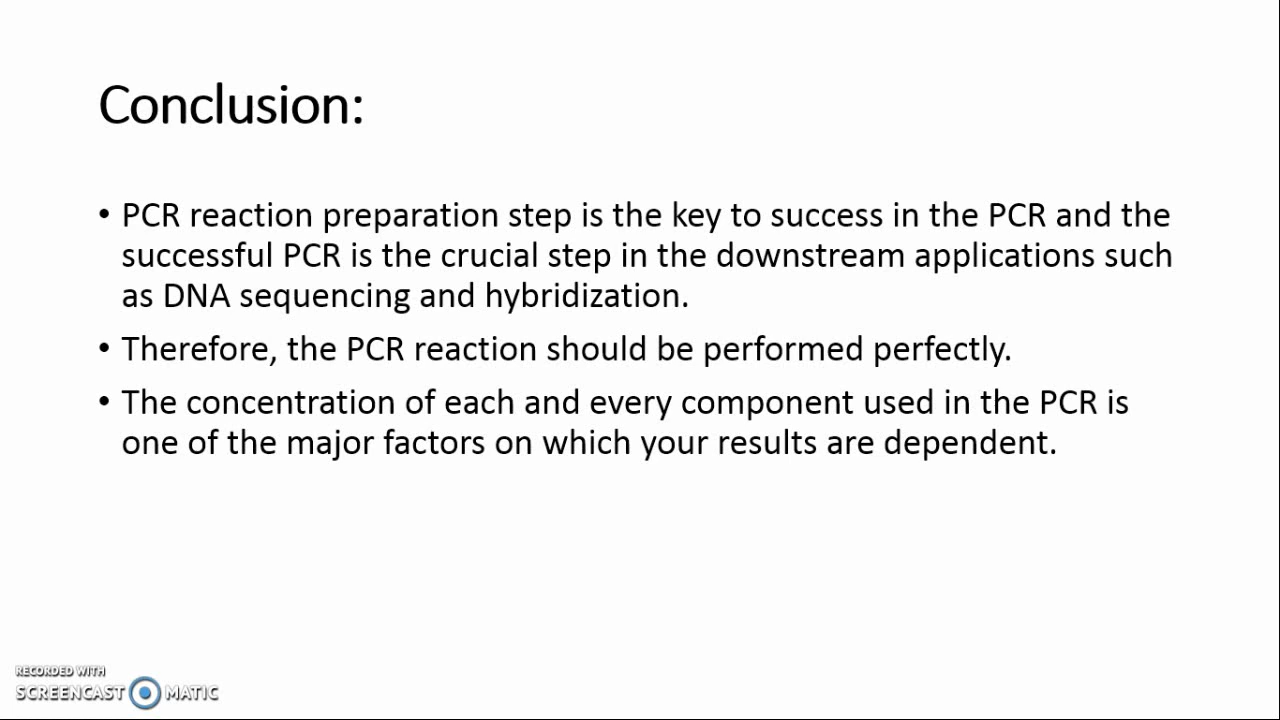 Conclusion:
• PCR reaction preparation step is the key to success in the PCR and the
successful PCR is the crucial step in the downstream applications such
as DNA sequencing and hybridization.
• Therefore, the PCR reaction should be performed perfectly.
• The concentration of each and every component used in the PCR is
one of the major factors on which your results are dependent.
RECORDED WITH
SCREENCAST MATIC